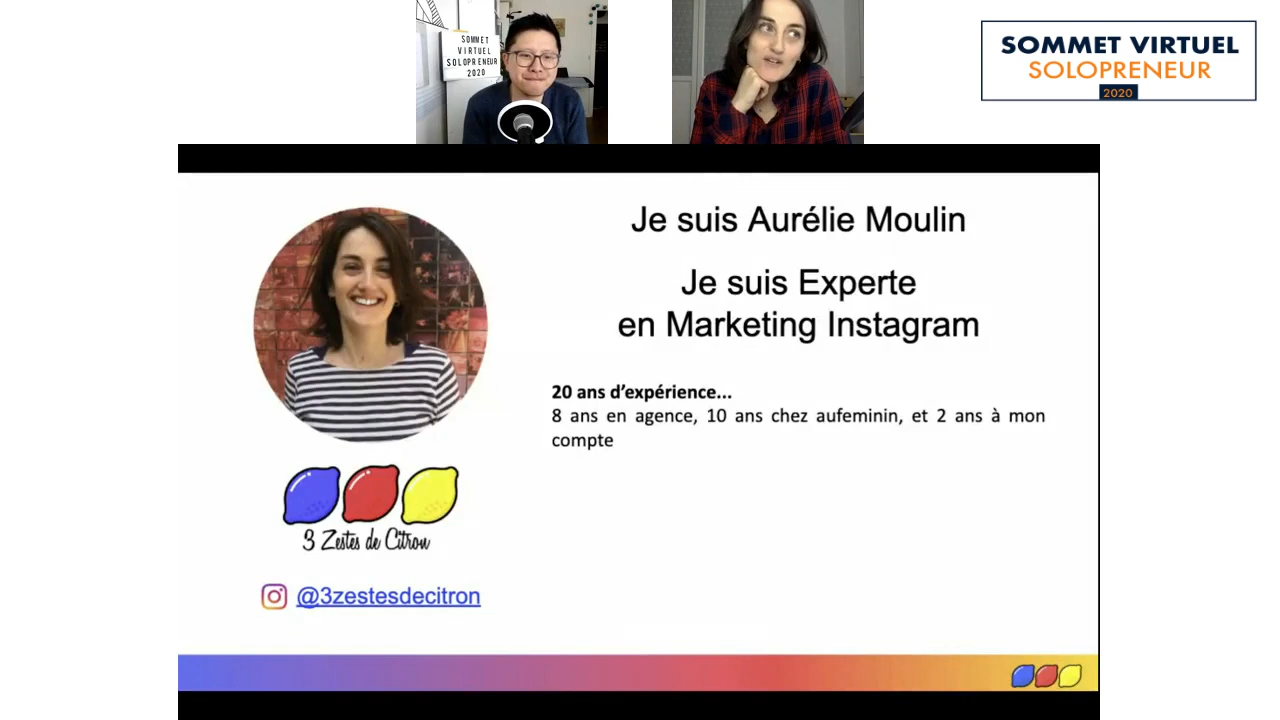 SOMMET
VIRTUEL
SOLOPRENEUR
2020
SOMMET VIRTUEL
SOLOPRENEUR
2020
Je suis Aurélie Moulin
Je suis Experte
en Marketing Instagram
20 ans d’expérience...
8 ans en agence, 10 ans chez aufeminin, et 2 ans à mon
compte
3 Zestes de Citron
@3zestesdecitron